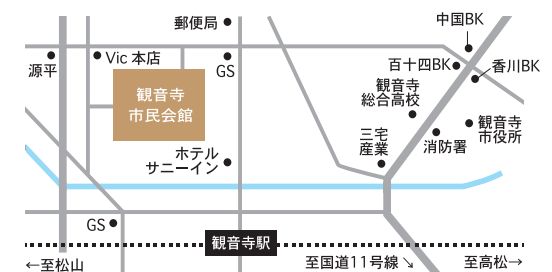 中国BK
郵便局
Vic 本店
源平
GS
百十四BK
香川BK
観音寺
総合高校
観音寺
市民会館
観音寺
市役所
三宅
産業
消防署
ホテル
サニーイン
GS
観音寺駅
←至松山
至国道11号線↘
至高松→